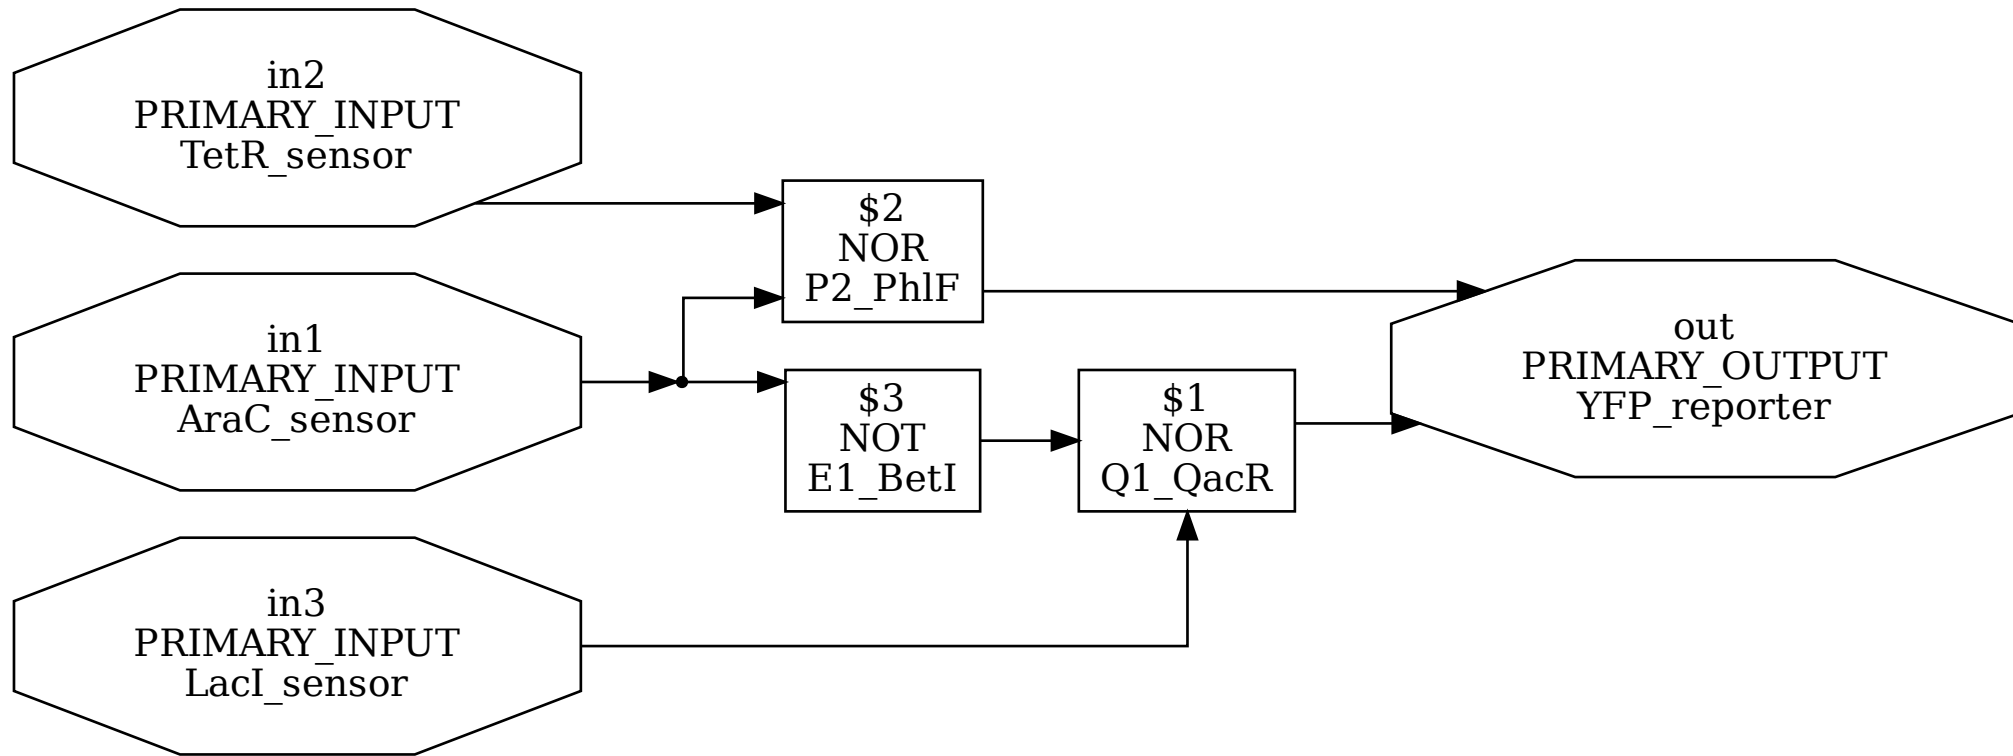 in2
PRIMARY_INPUT
TetR_sensor
in1
PRIMARY_INPUT
AraC_sensor
in3
PRIMARY_INPUT
LacI_sensor
$2
NOR
P2_PhlF
$3
NOT
E1_BetI
$1
NOR
Q1_QacR
out
PRIMARY_OUTPUT
YFP_reporter